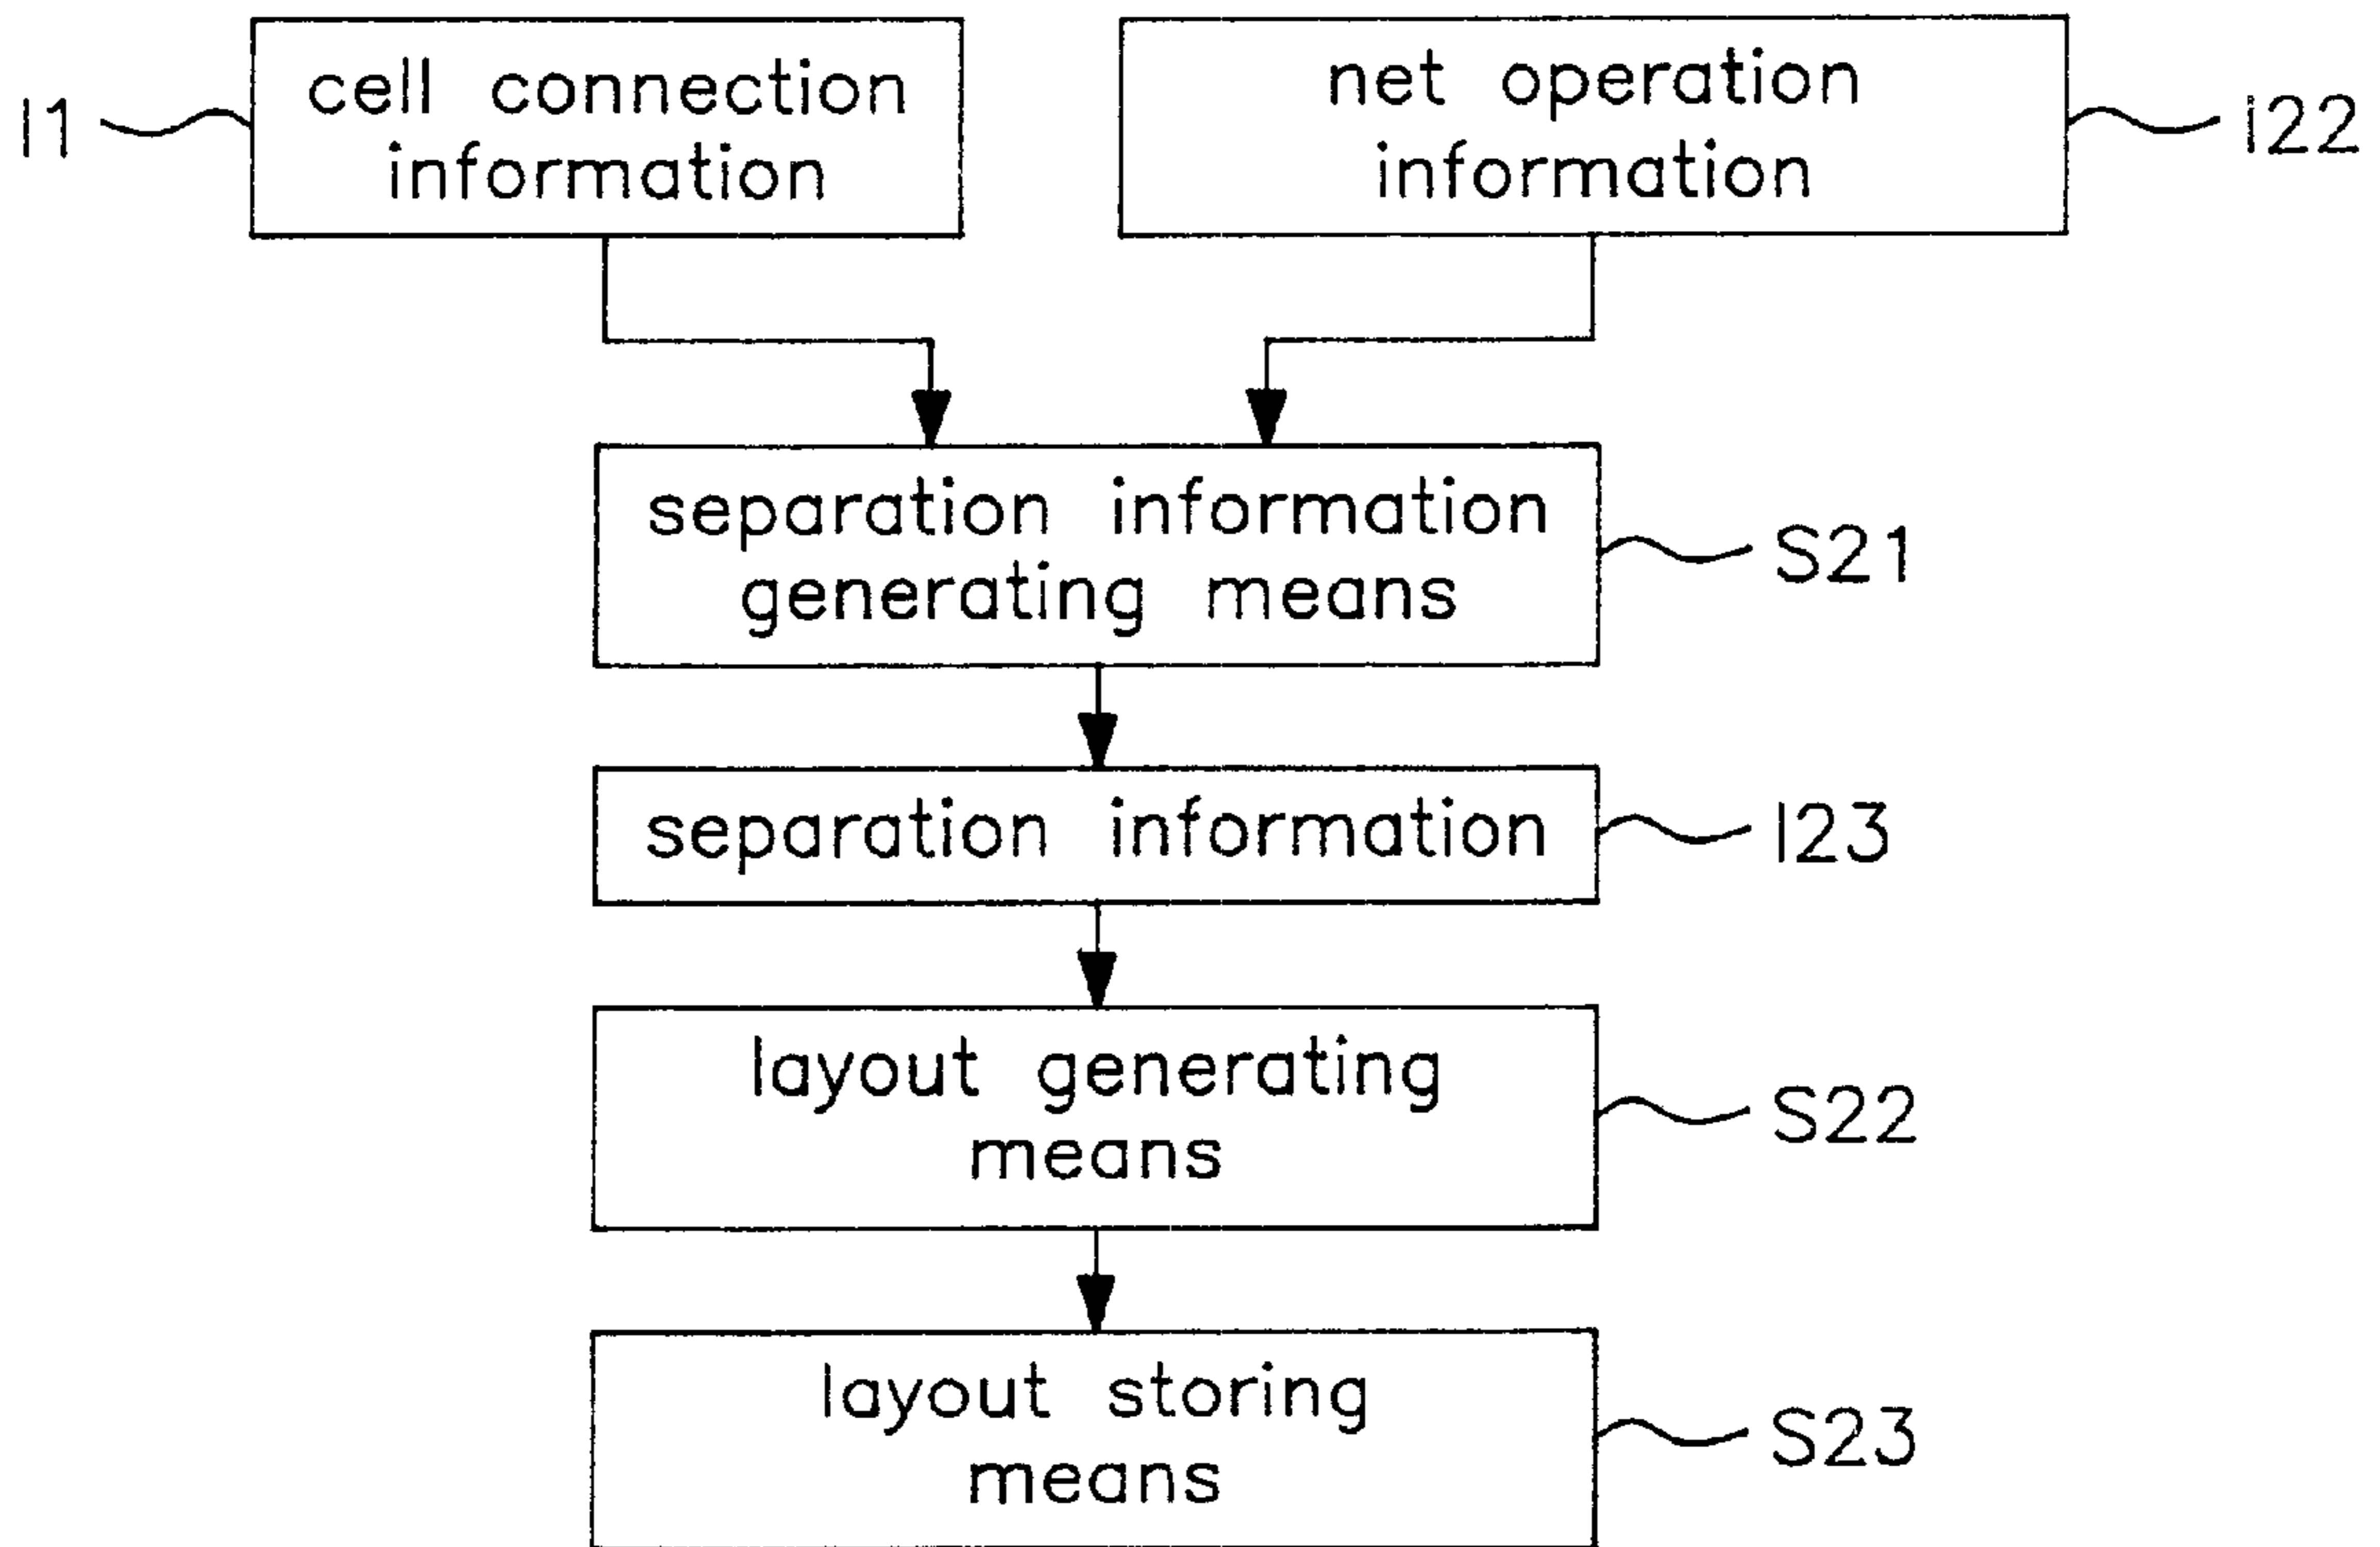 I1
cell connection
information
net operation
information
i22
separation information
generating means
S21
separation information
I23
layout generating
means
S22
layout storing
means
S23